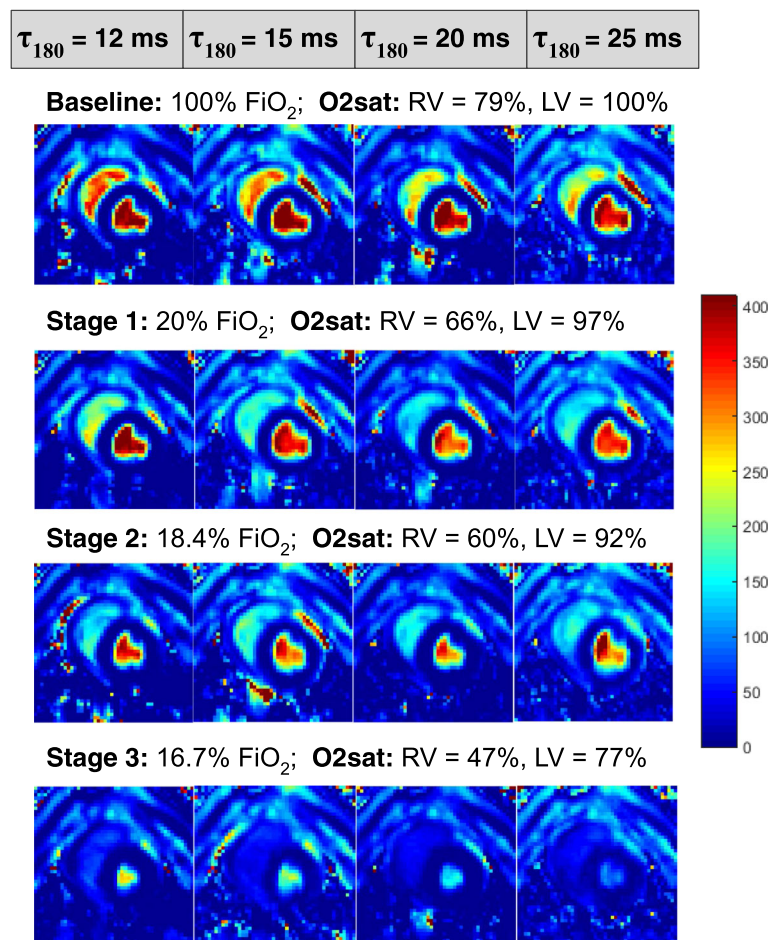 τ180 = 12 ms τ180 = 15 ms τ180 = 20 ms τ180 = 25 ms
Baseline: 100% FiO2; O2sat: RV = 79%, LV = 100%
Stage 1: 20% FiO2; O2sat: RV = 66%, LV = 97%
400
350
300
250
200
150
100
50
0
Stage 2: 18.4% FiO2; O2sat: RV = 60%, LV = 92%
Stage 3: 16.7% FiO2; O2sat: RV = 47%, LV = 77%